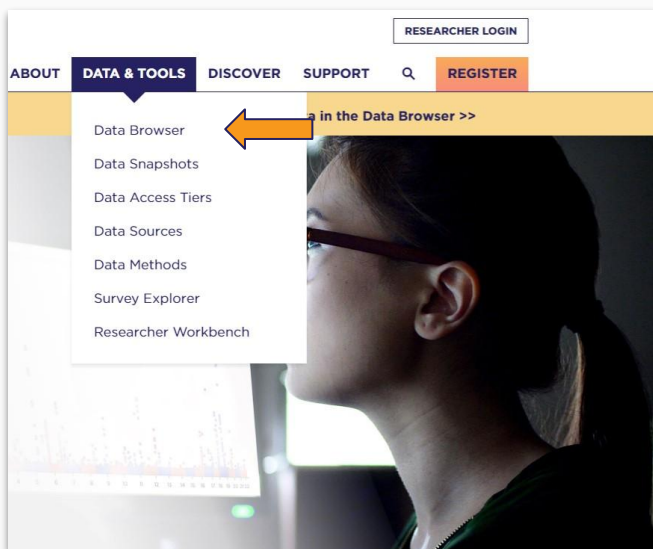 RESEARCHER LOGIN
ABOUT DATA & TOOLS DISCOVER SUPPORT REGISTER
in the Data Browser >>
Data Browser
Data Snapshots
Data Access Tiers
Data Sources
Data Methods
Survey Explorer
Researcher Workbench